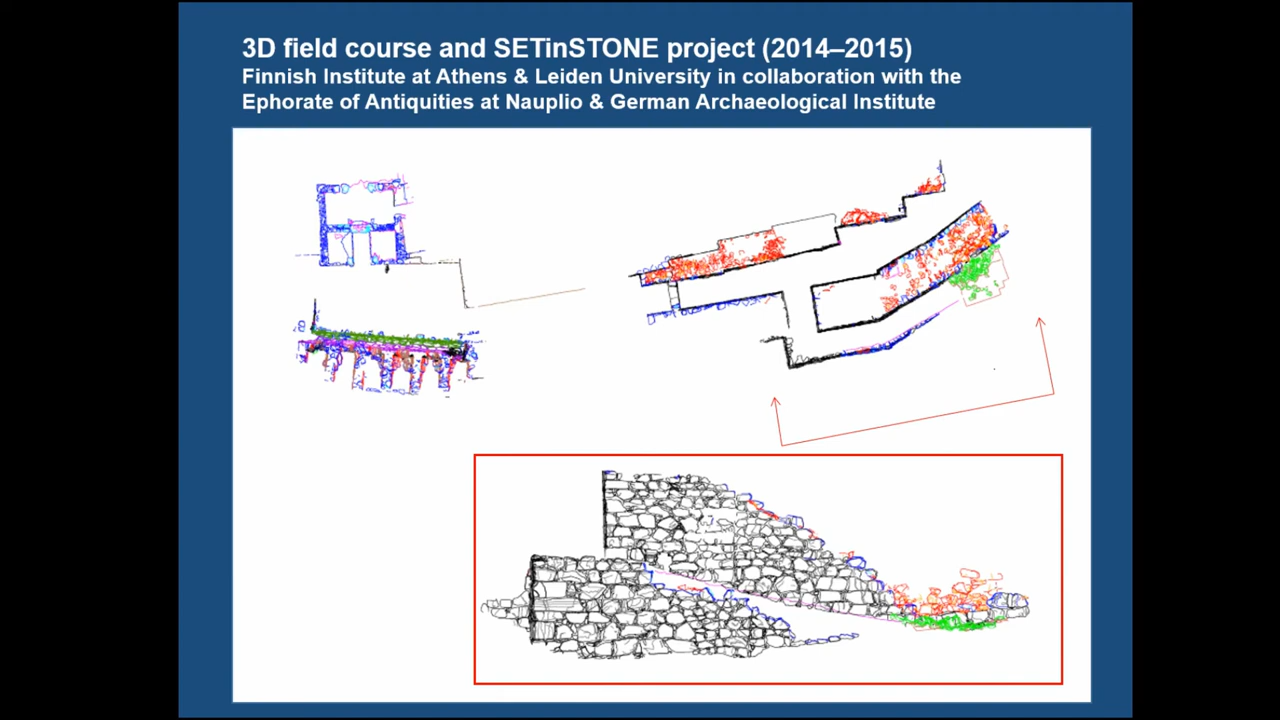 3D field course and SETinSTONE project (2014–2015)
Finnish Institute at Athens & Leiden University in collaboration with the
Ephorate of Antiquities at Nauplio & German Archaeological Institute